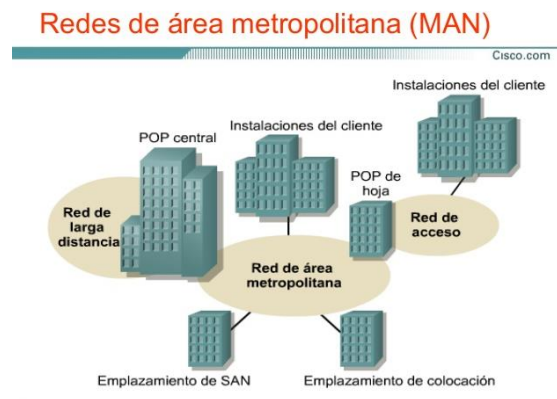 Redes de área metropolitana (MAN)
Cisco.com
Instalaciones del cliente
POP central
Instalaciones del cliente
POP de
hoja
Red de
larga
distancia
Red de
acceso
Red de área
metropolitana
Emplazamiento de SAN
Emplazamiento de colocación